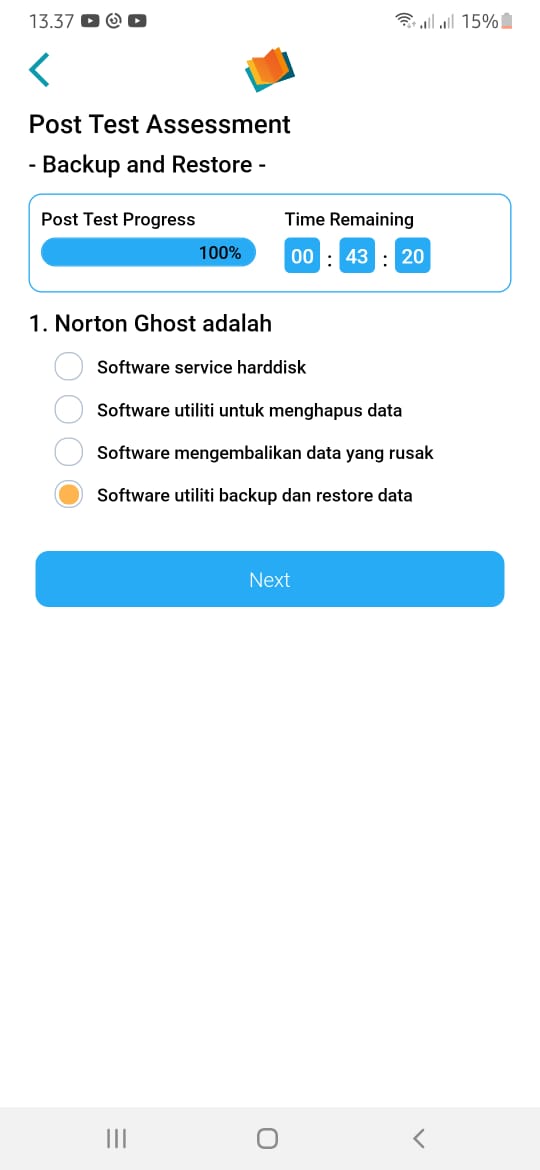 13.37
15%
Post Test Assessment
- Backup and Restore -
Post Test Progress
Time Remaining
100%
00 : 43 : 20
1. Norton Ghost adalah
Software service harddisk
Software utiliti untuk menghapus data
Software mengembalikan data yang rusak
Software utiliti backup dan restore data
Next